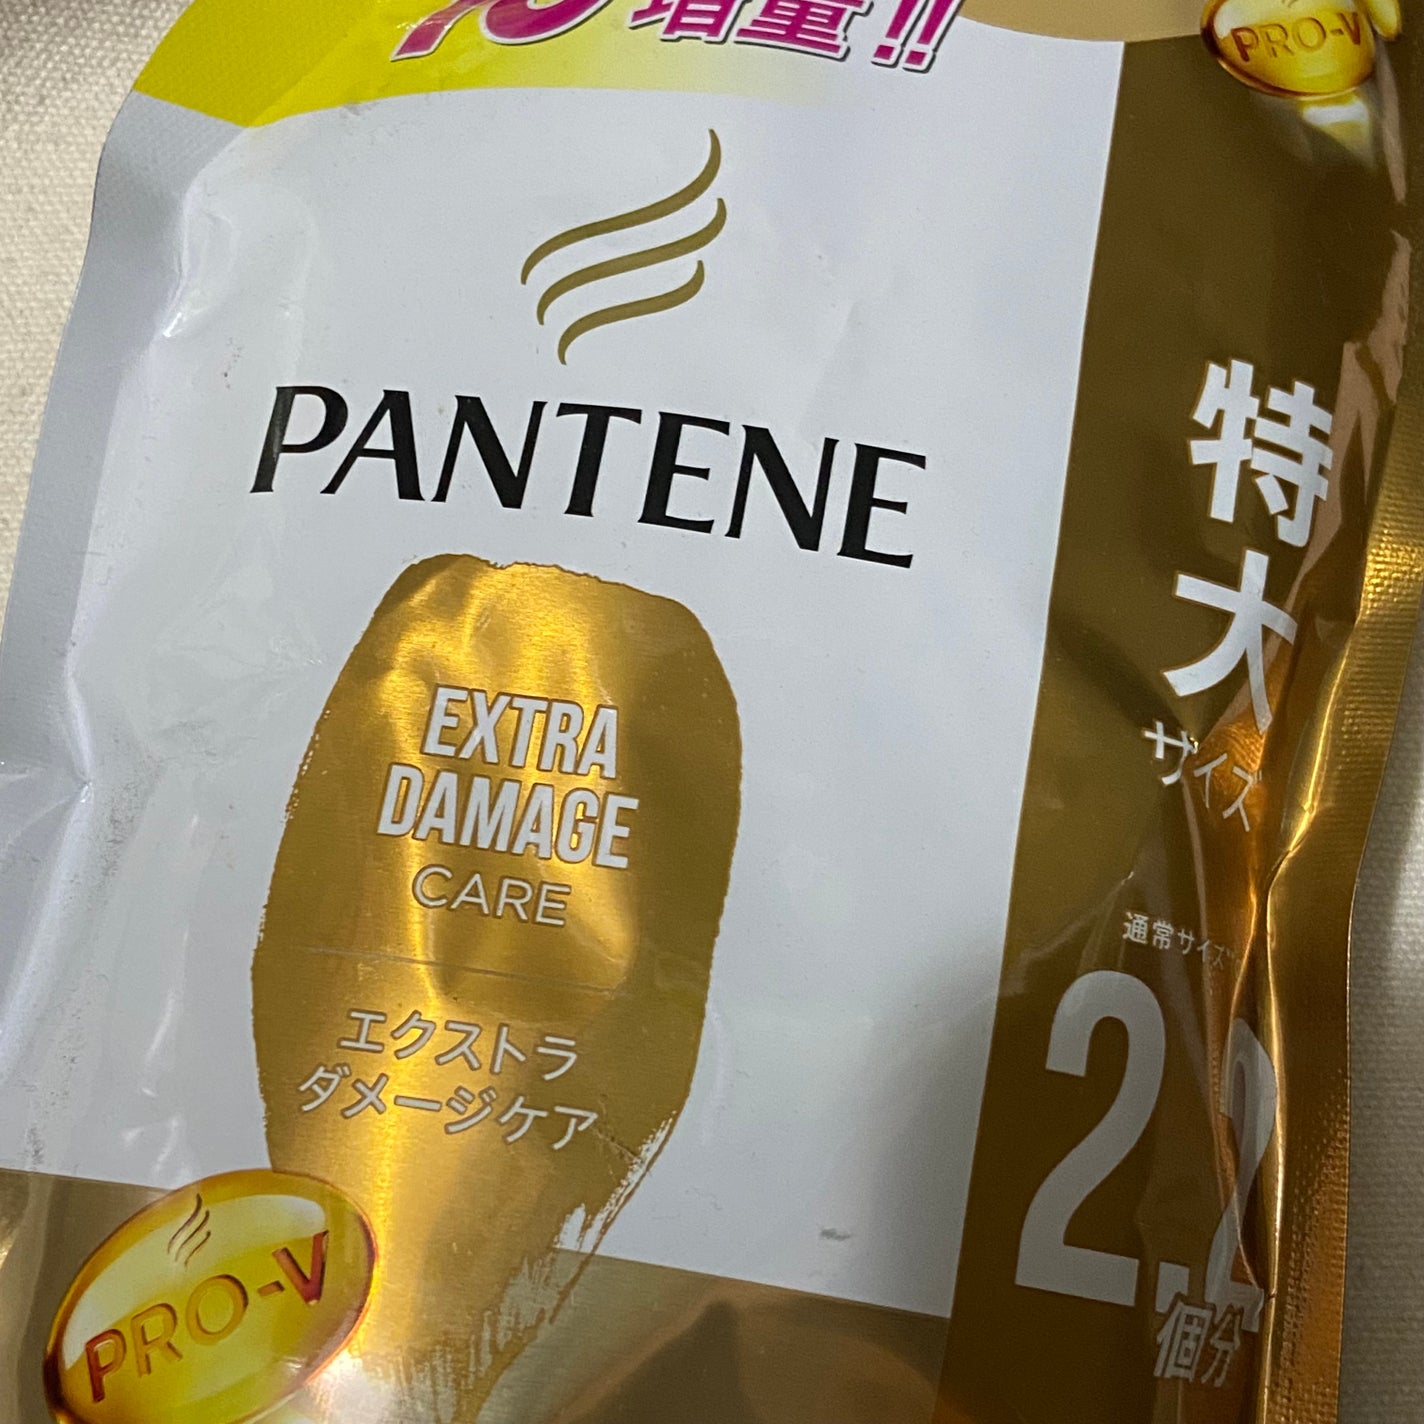 増量!!
PRO-V
PANTENE
EXTRA
DAMAGE
CARE
エクストラ
ダメージケア
PRO-V
特大
サイズ
通常サイズ
2.2
個分